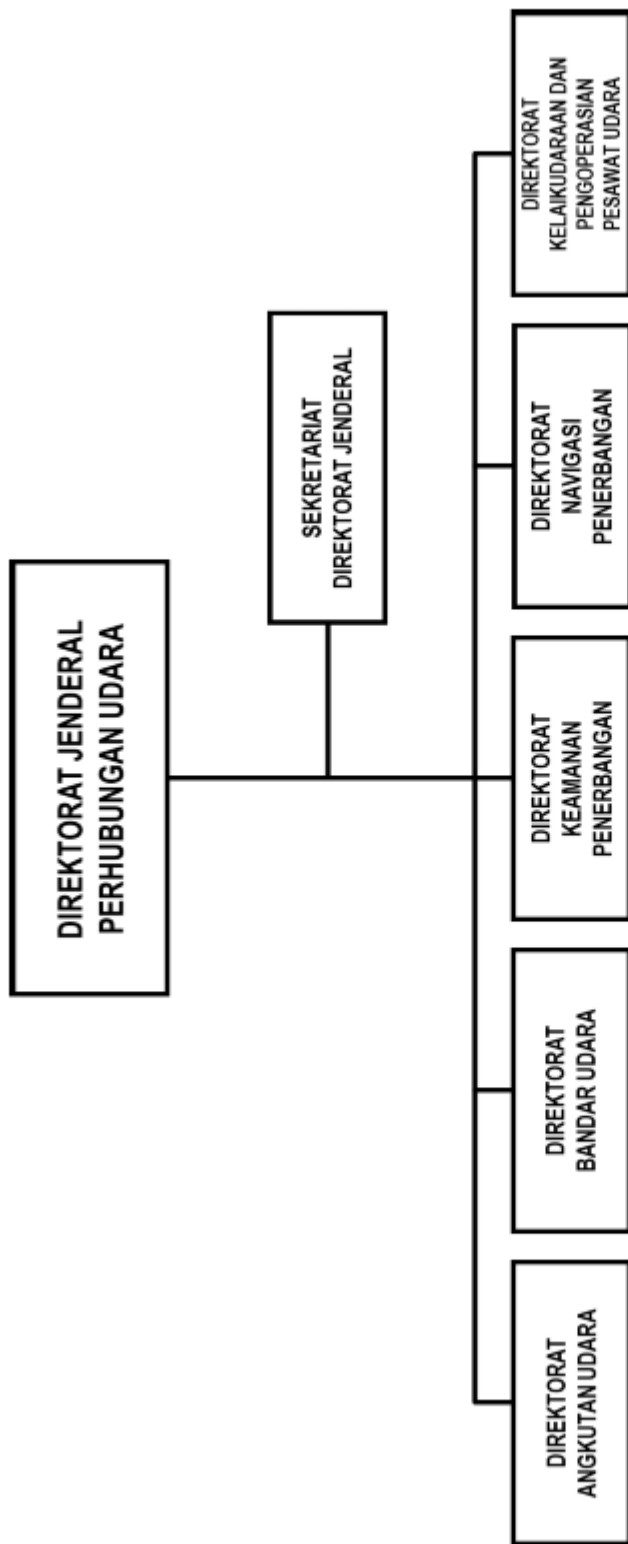 DIREKTORAT JENDERAL
PERHUBUNGAN UDARA
SEKRETARIAT
DIREKTORAT JENDERAL
DIREKTORAT
ANGKUTAN UDARA
DIREKTORAT
BANDAR UDARA
DIREKTORAT
KEAMANAN
PENERBANGAN
DIREKTORAT
NAVIGASI
PENERBANGAN
DIREKTORAT
KELAIKUDARAAN DAN
PENGOPERASIAN
PESAWAT UDARA